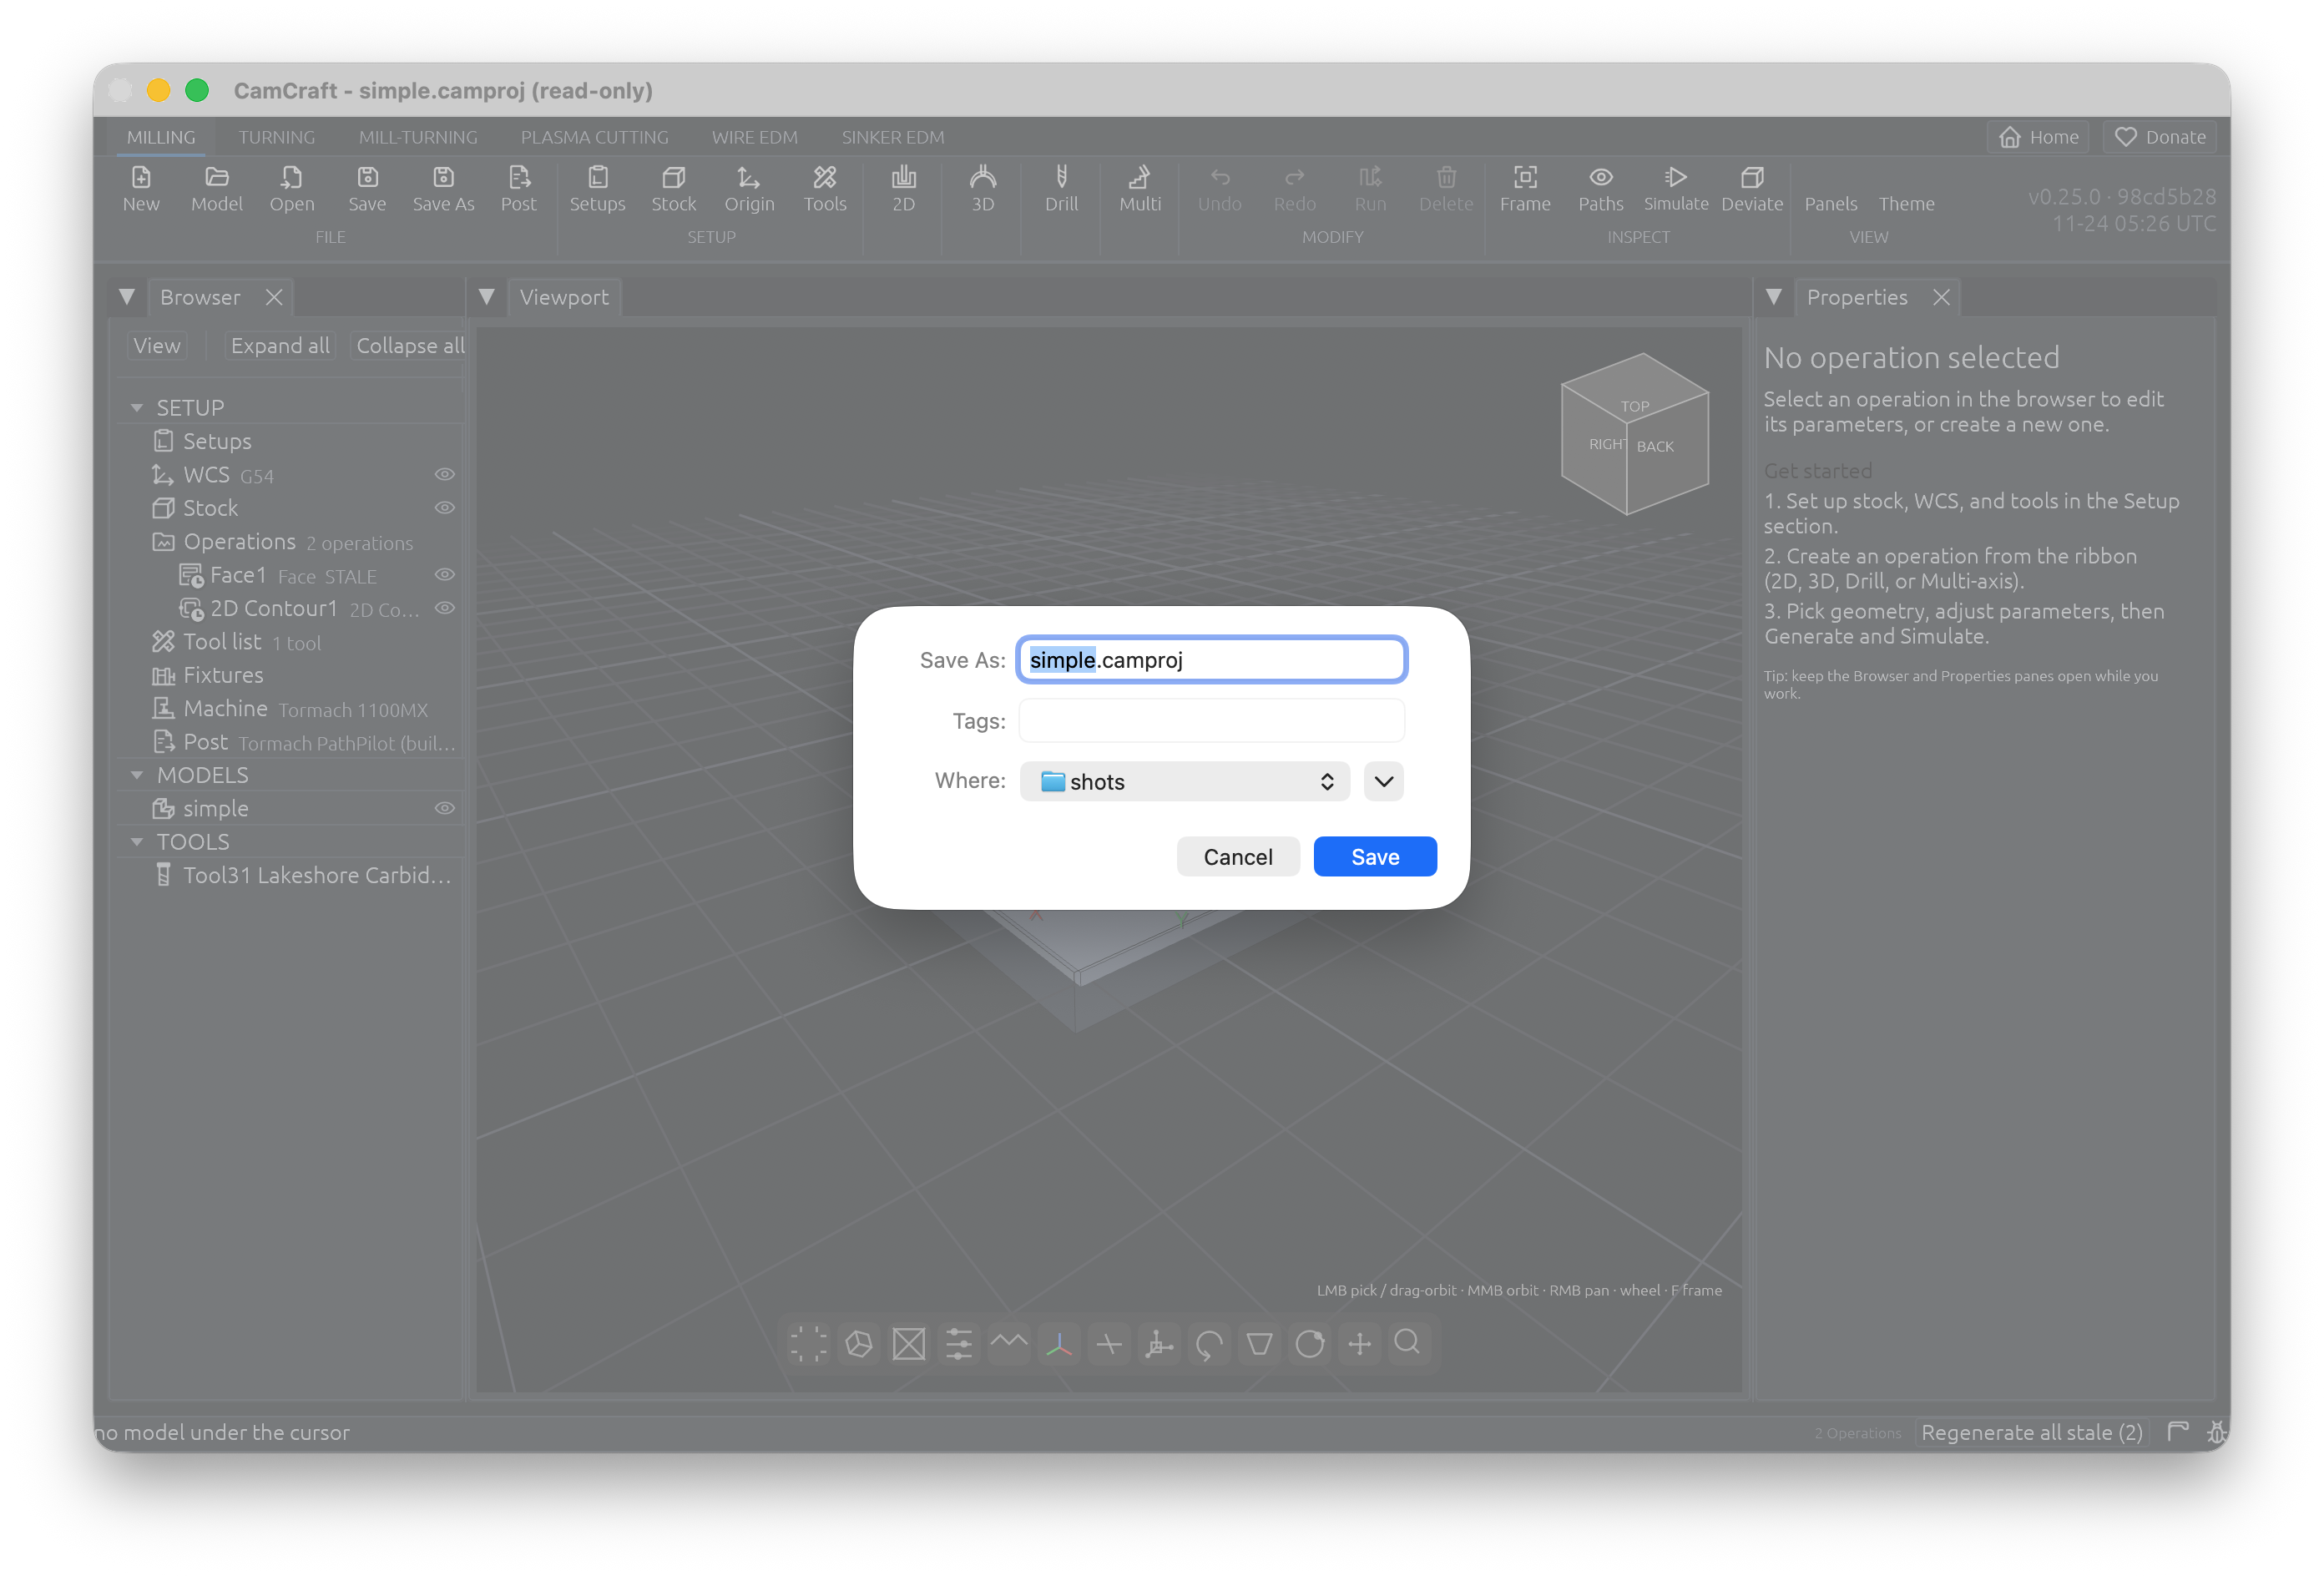 CamCraft - simple.camproj (read-only)
MILLING TURNING MILL-TURNING PLASMA CUTTING WIRE EDM SINKER EDM Home Donate
New Model Open Save Save As Post Setups Stock Origin Tools 2D 3D Drill Multi Undo Redo Run Delete Frame Paths Simulate Deviate Panels Theme
FILE SETUP MODIFY INSPECT VIEW
v0.25.0 · 98cd5b28
11-24 05:26 UTC
Browser
View Expand all Collapse all
SETUP
Setups
WCS G54
Stock
Operations 2 operations
Face1 Face STALE
2D Contour1 2D Co...
Tool list 1 tool
Fixtures
Machine Tormach 1100MX
Post Tormach PathPilot (buil...
MODELS
simple
TOOLS
Tool31 Lakeshore Carbid...
Viewport
TOP
RIGHT BACK
X Y
Save As: simple.camproj
Tags:
Where: shots
Cancel Save
LMB pick / drag-orbit · MMB orbit · RMB pan · wheel · F frame
Properties
No operation selected
Select an operation in the browser to edit
its parameters, or create a new one.
Get started
1. Set up stock, WCS, and tools in the Setup
section.
2. Create an operation from the ribbon
(2D, 3D, Drill, or Multi-axis).
3. Pick geometry, adjust parameters, then
Generate and Simulate.
Tip: keep the Browser and Properties panes open while you
work.
no model under the cursor
2 Operations Regenerate all stale (2)